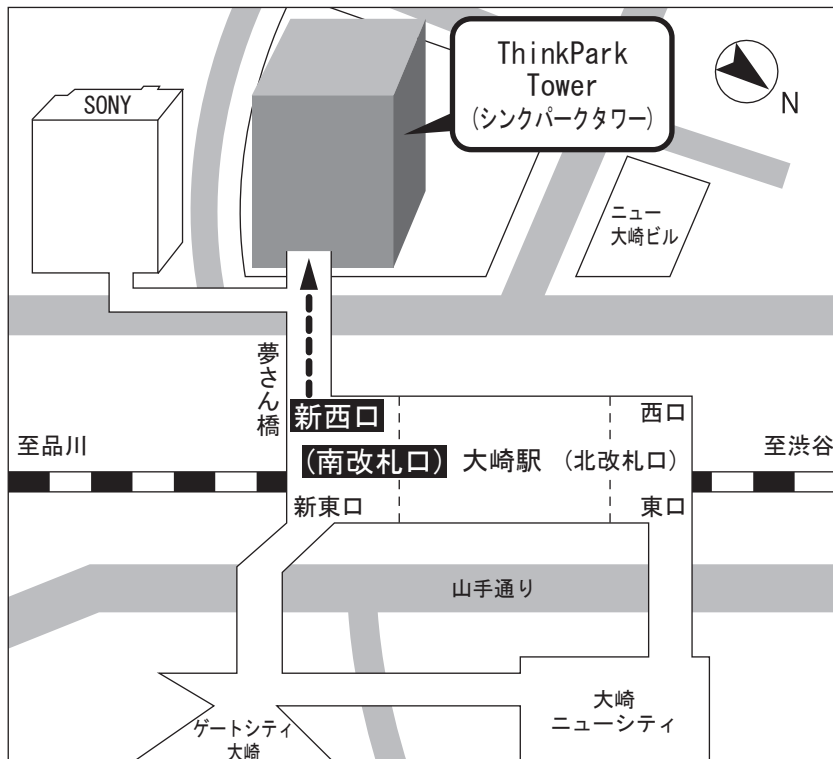 ThinkPark
Tower
(シンクパークタワー)
SONY
N
ニュー
大崎ビル
夢さん橋
新西口
西口
至品川
(南改札口)
大崎駅
(北改札口)
至渋谷
新東口
東口
山手通り
ゲートシティ
大崎
大崎
ニューシティ